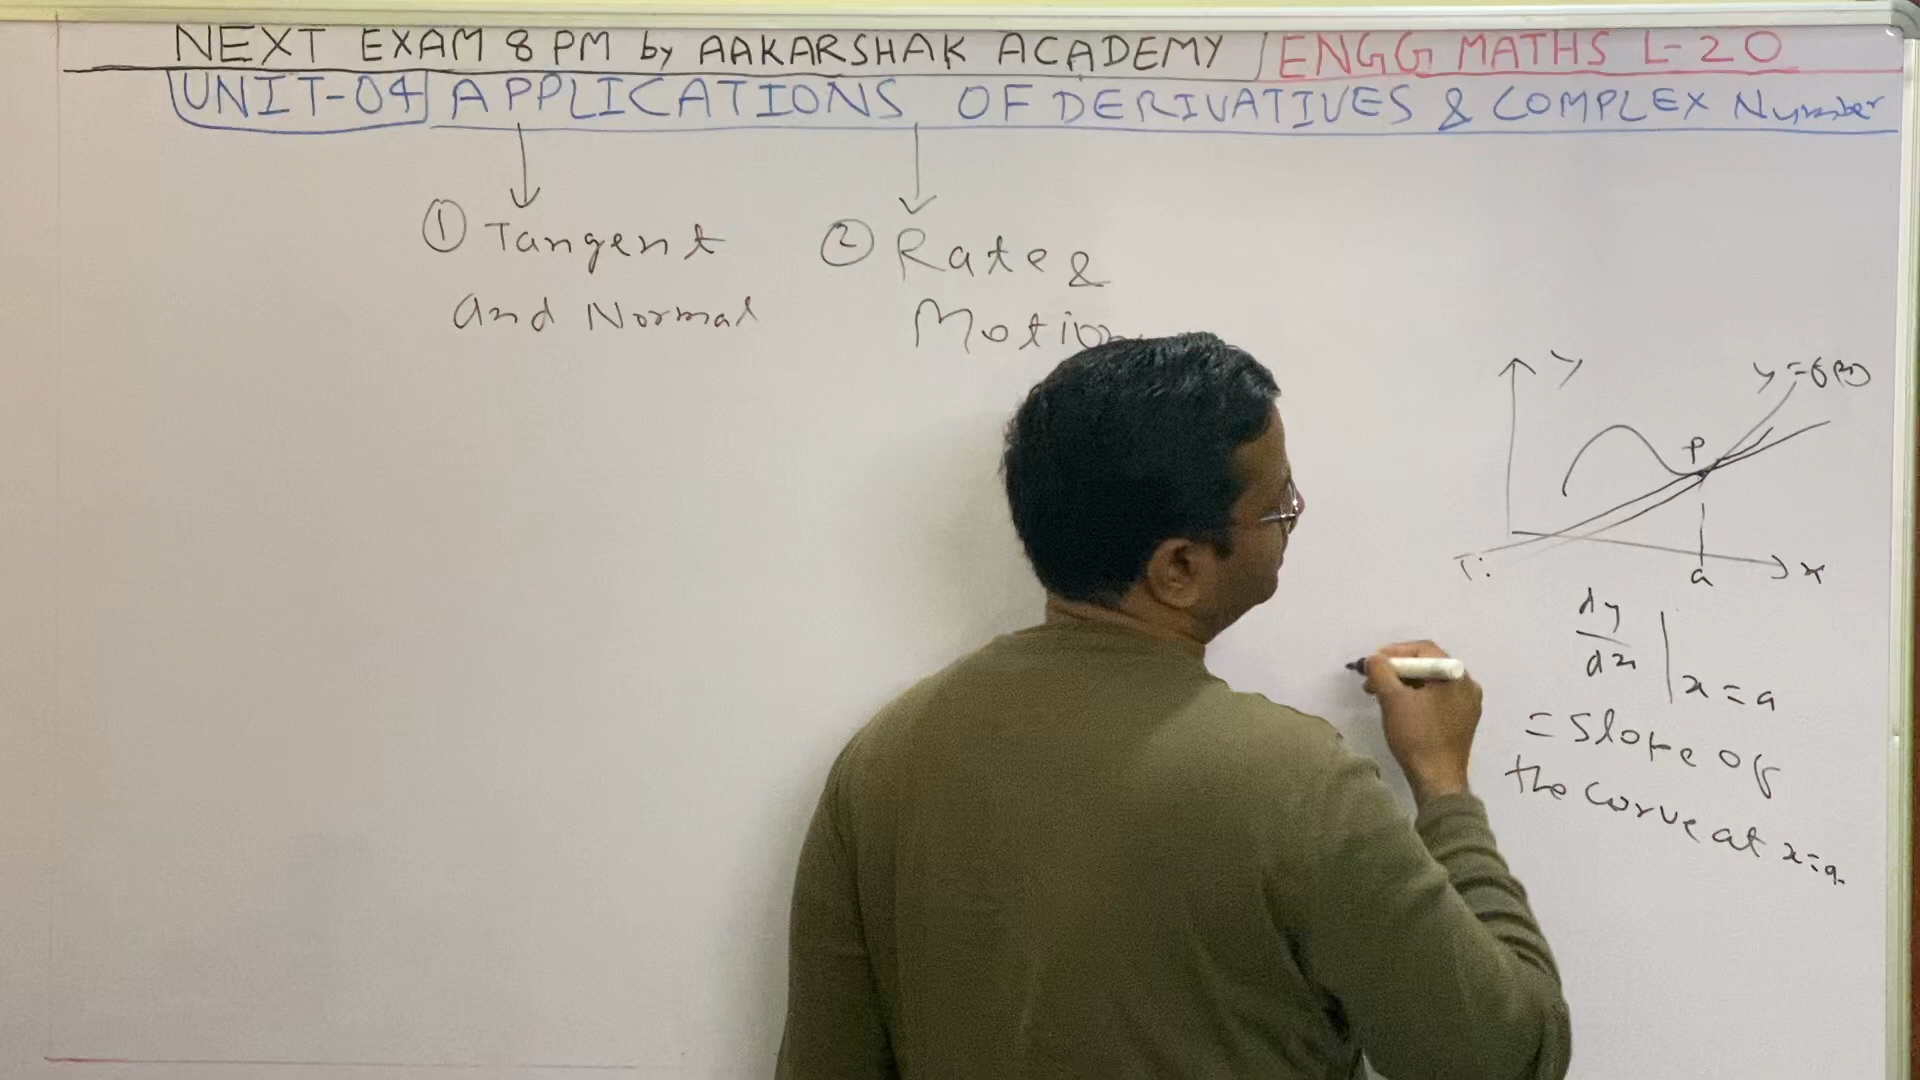 NEXT EXAM 8 PM by AAKARSHAK ACADEMY ENGG MATHS L-20
UNIT-04 APPLICATIONS OF DERIVATIVES & COMPLEX Number
① Tangent
and Normal
② Rate &
Motion
y
y = f(x)
P
T:
a
x
dy/dx | x = a
= Slope of
the curve at x=a